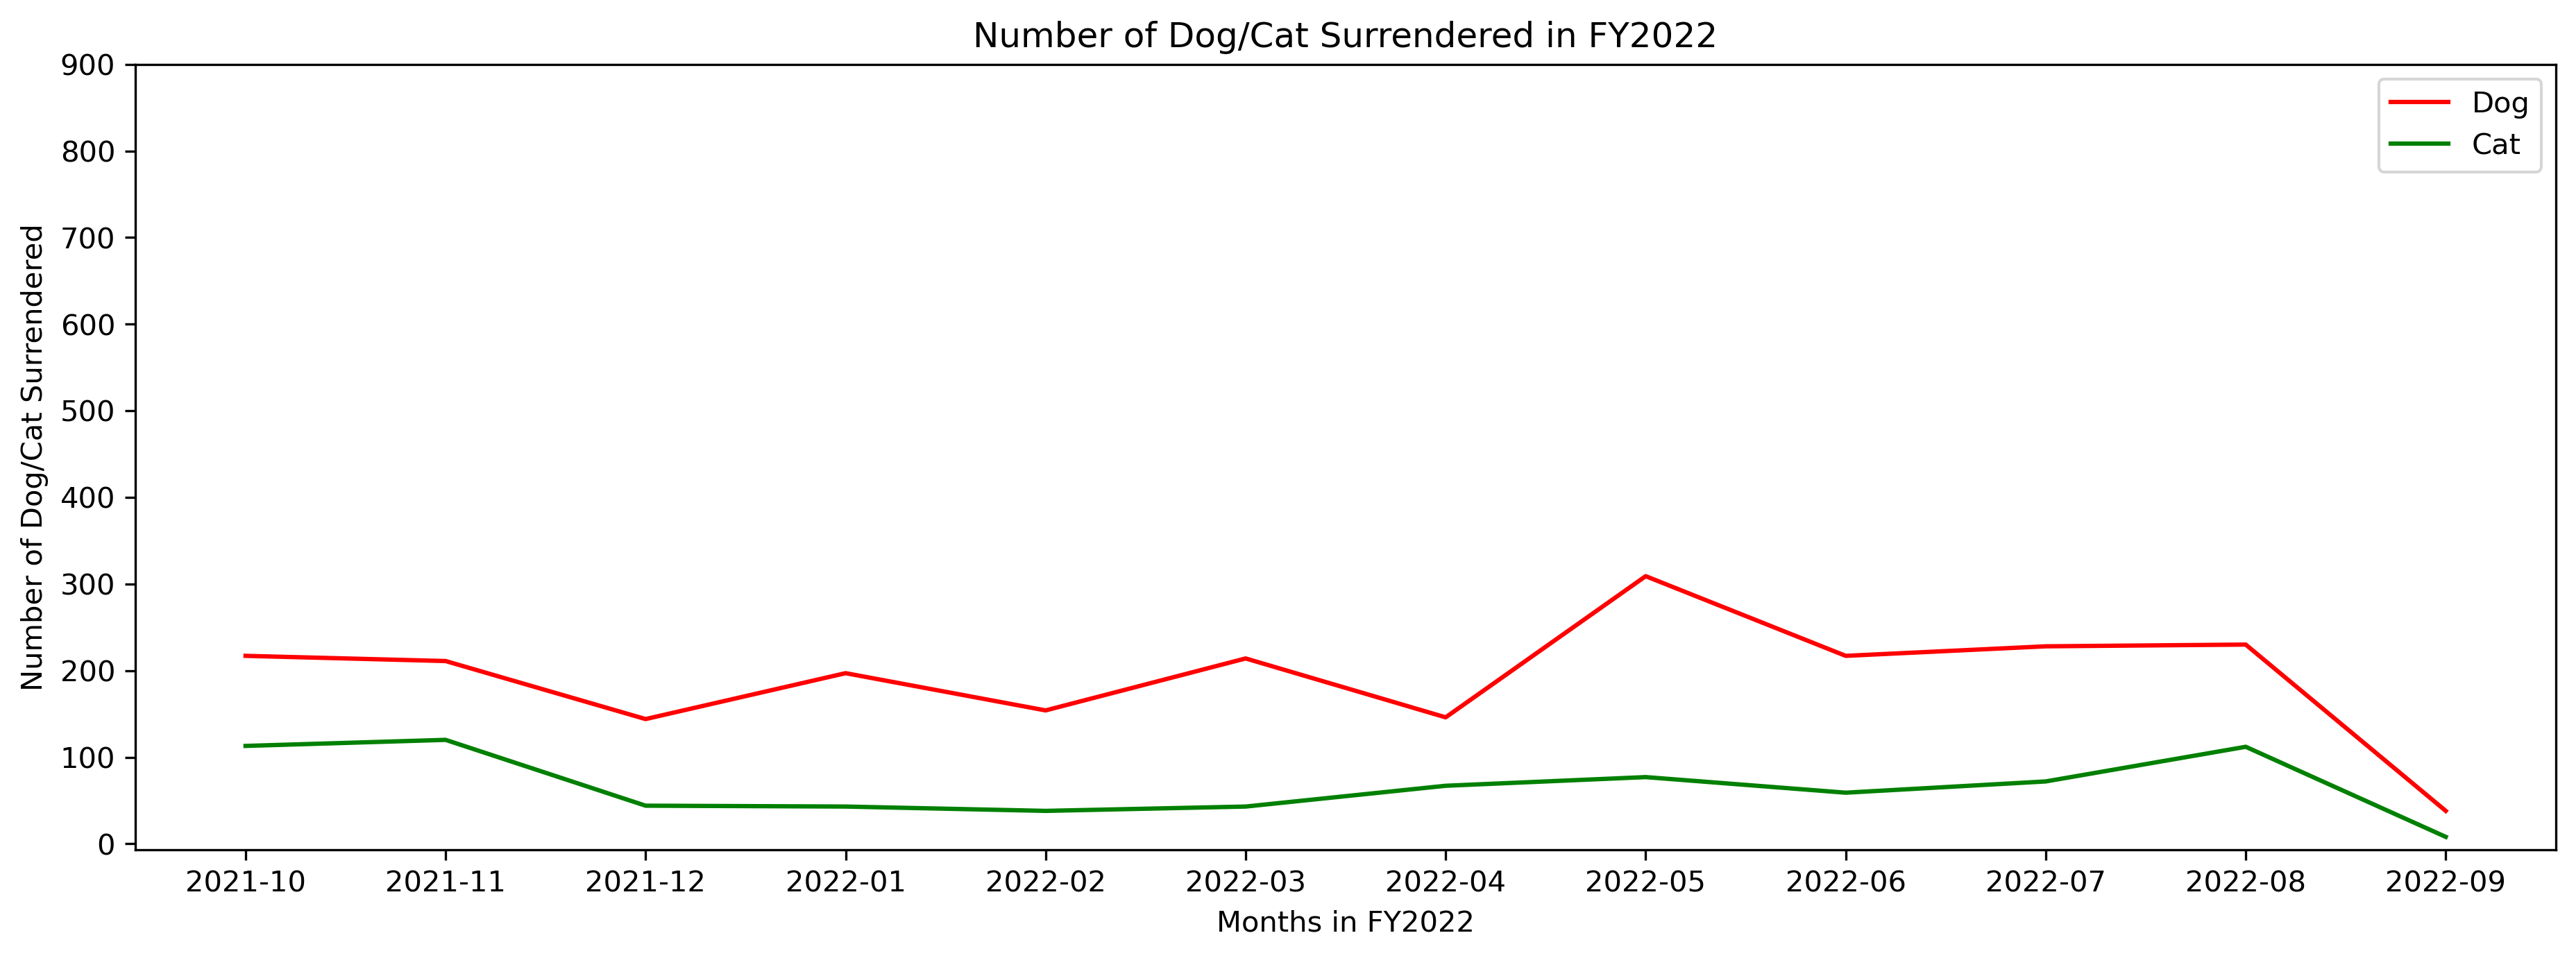 Number of Dog/Cat Surrendered in FY2022
Dog
Cat
Number of Dog/Cat Surrendered
900
800
700
600
500
400
300
200
100
0
2021-10 2021-11 2021-12 2022-01 2022-02 2022-03 2022-04 2022-05 2022-06 2022-07 2022-08 2022-09
Months in FY2022